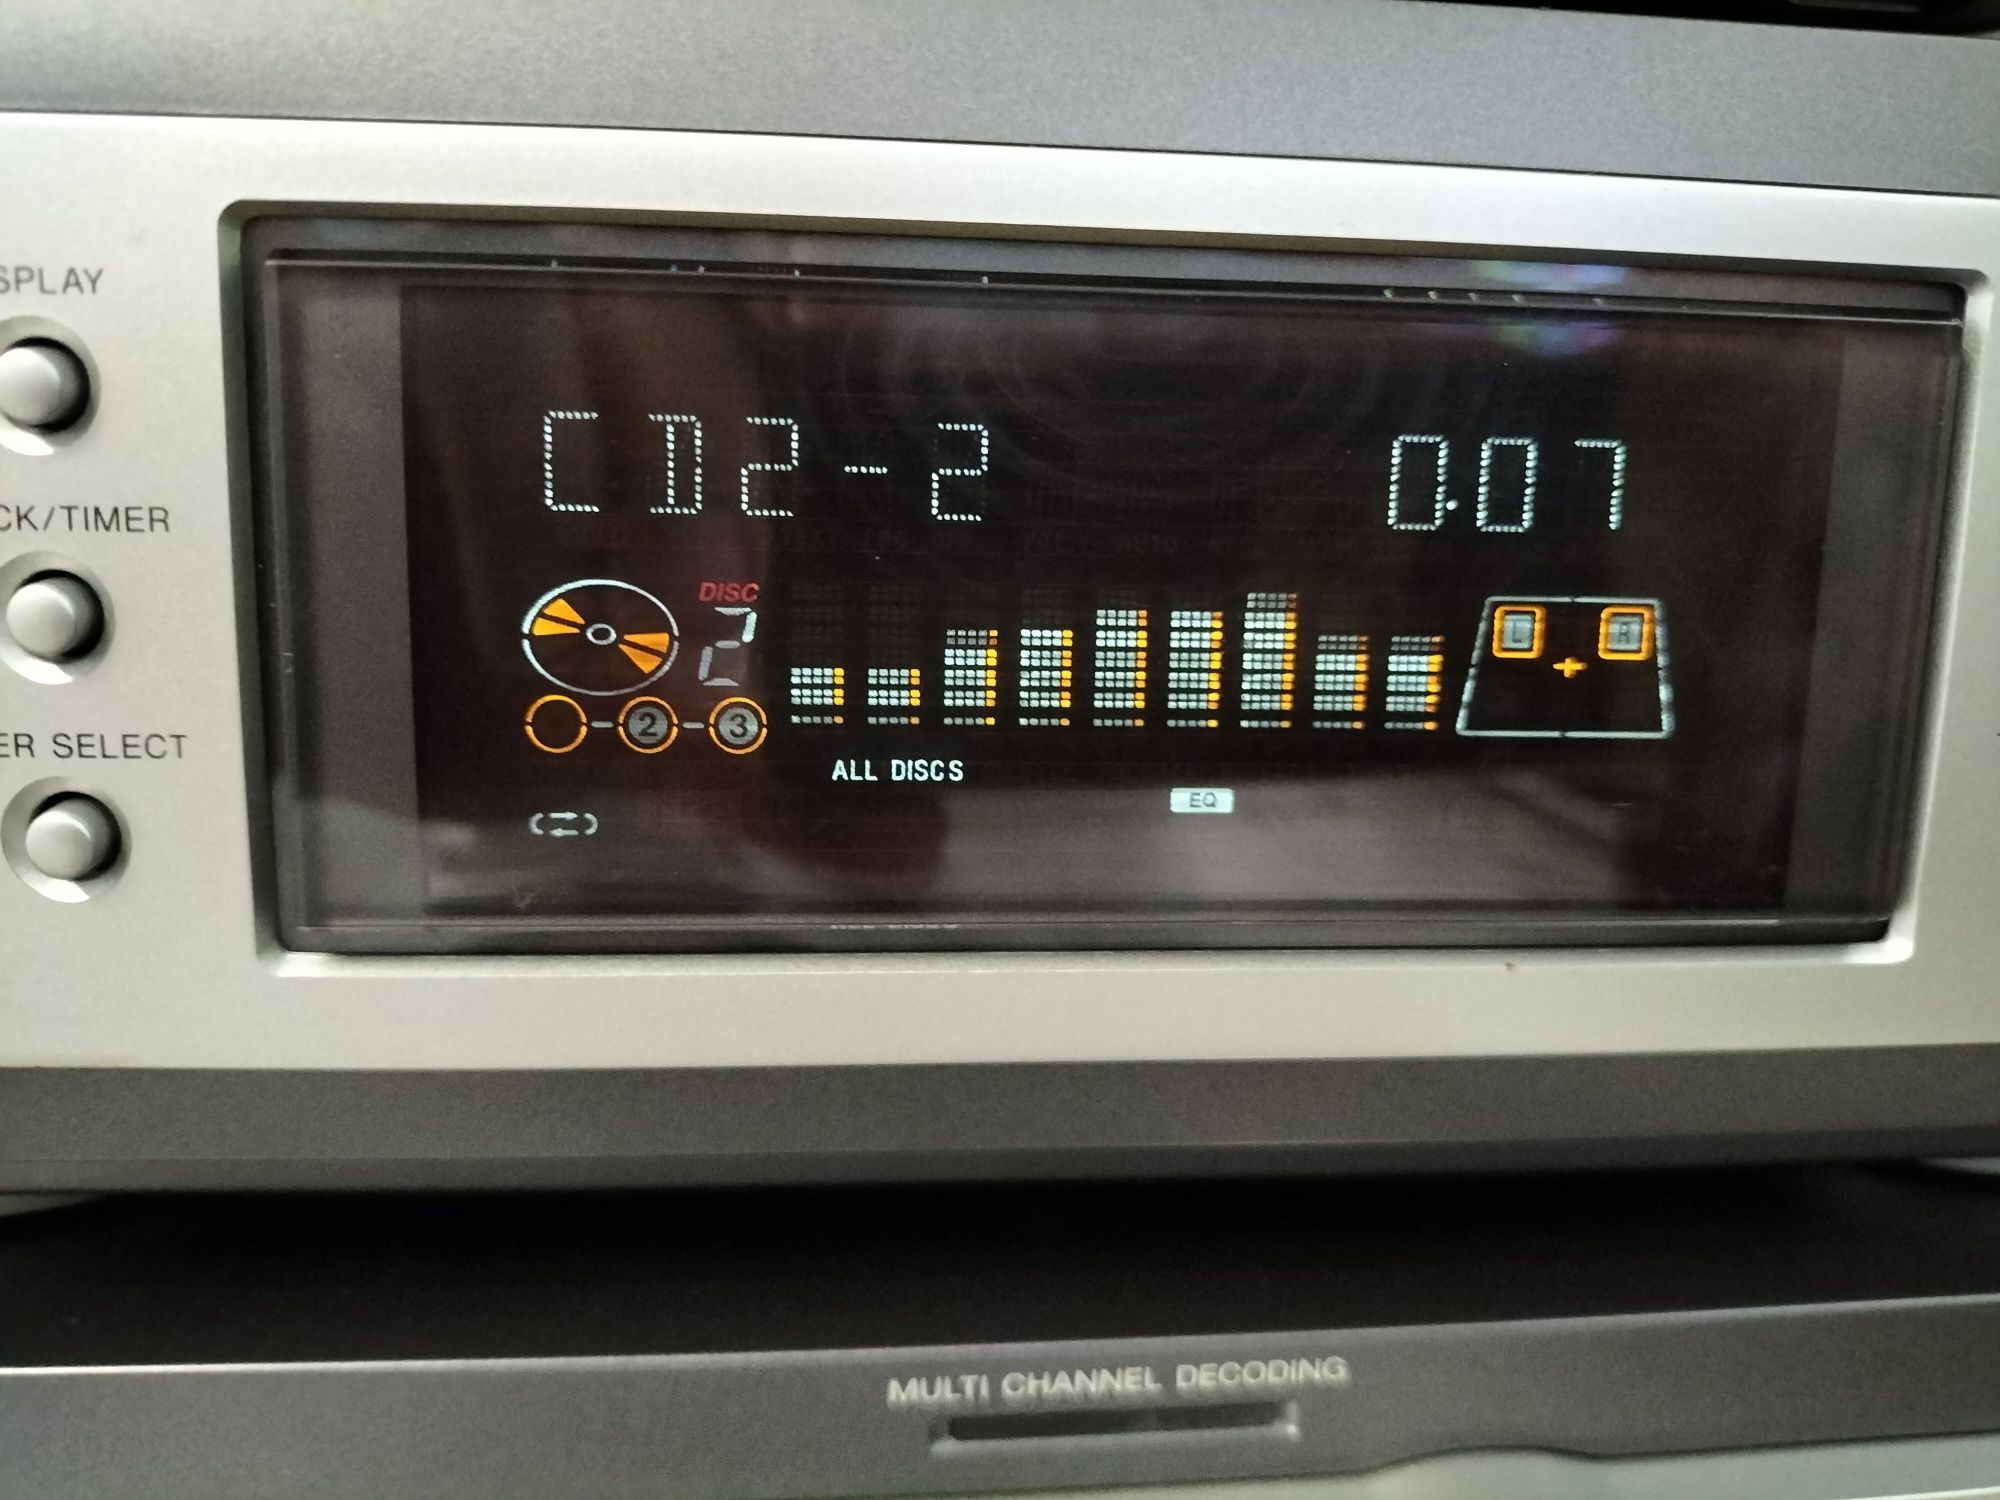 SPLAY
CD2-2 0.07
CK/TIMER
DISC
2
L R
2 3
ER SELECT
ALL DISCS
EQ
MULTI CHANNEL DECODING